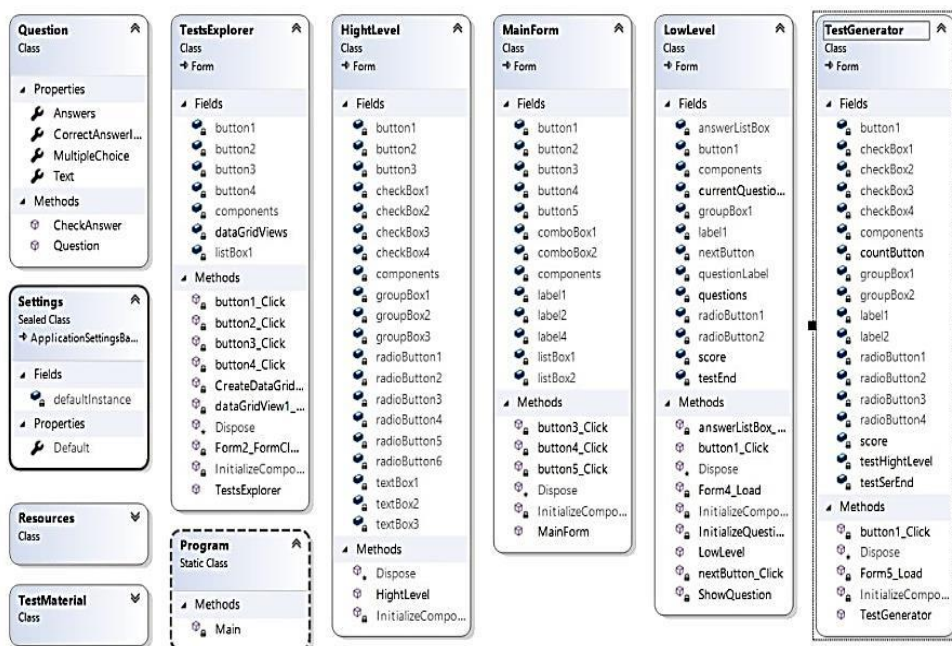 Question
Class
Properties
Answers
CorrectAnswerI...
MultipleChoice
Text
Methods
CheckAnswer
Question
Settings
Sealed Class
ApplicationSettingsBa...
Fields
defaultInstance
Properties
Default
Resources
Class
TestMaterial
Class
TestsExplorer
Class
Form
Fields
button1
button2
button3
button4
components
dataGridViews
listBox1
Methods
button1_Click
button2_Click
button3_Click
button4_Click
CreateDataGrid...
dataGridView1_...
Dispose
Form2_FormCl...
InitializeCompo...
TestsExplorer
Program
Static Class
Methods
Main
HightLevel
Class
Form
Fields
button1
button2
button3
checkBox1
checkBox2
checkBox3
checkBox4
components
groupBox1
groupBox2
groupBox3
radioButton1
radioButton2
radioButton3
radioButton4
radioButton5
radioButton6
textBox1
textBox2
textBox3
Methods
Dispose
HightLevel
InitializeCompo...
MainForm
Class
Form
Fields
button1
button2
button3
button4
button5
comboBox1
comboBox2
components
label1
label2
label4
listBox1
listBox2
Methods
button3_Click
button4_Click
button5_Click
Dispose
InitializeCompo...
MainForm
LowLevel
Class
Form
Fields
answerListBox
button1
components
currentQuestio...
groupBox1
label1
nextButton
questionLabel
questions
radioButton1
radioButton2
score
testEnd
Methods
answerListBox_...
button1_Click
Dispose
Form4_Load
InitializeCompo...
InitializeQuesti...
LowLevel
nextButton_Click
ShowQuestion
TestGenerator
Class
Form
Fields
button1
checkBox1
checkBox2
checkBox3
checkBox4
components
countButton
groupBox1
groupBox2
label1
label2
radioButton1
radioButton2
radioButton3
radioButton4
score
testHightLevel
testSerEnd
Methods
button1_Click
Dispose
Form5_Load
InitializeCompo...
TestGenerator